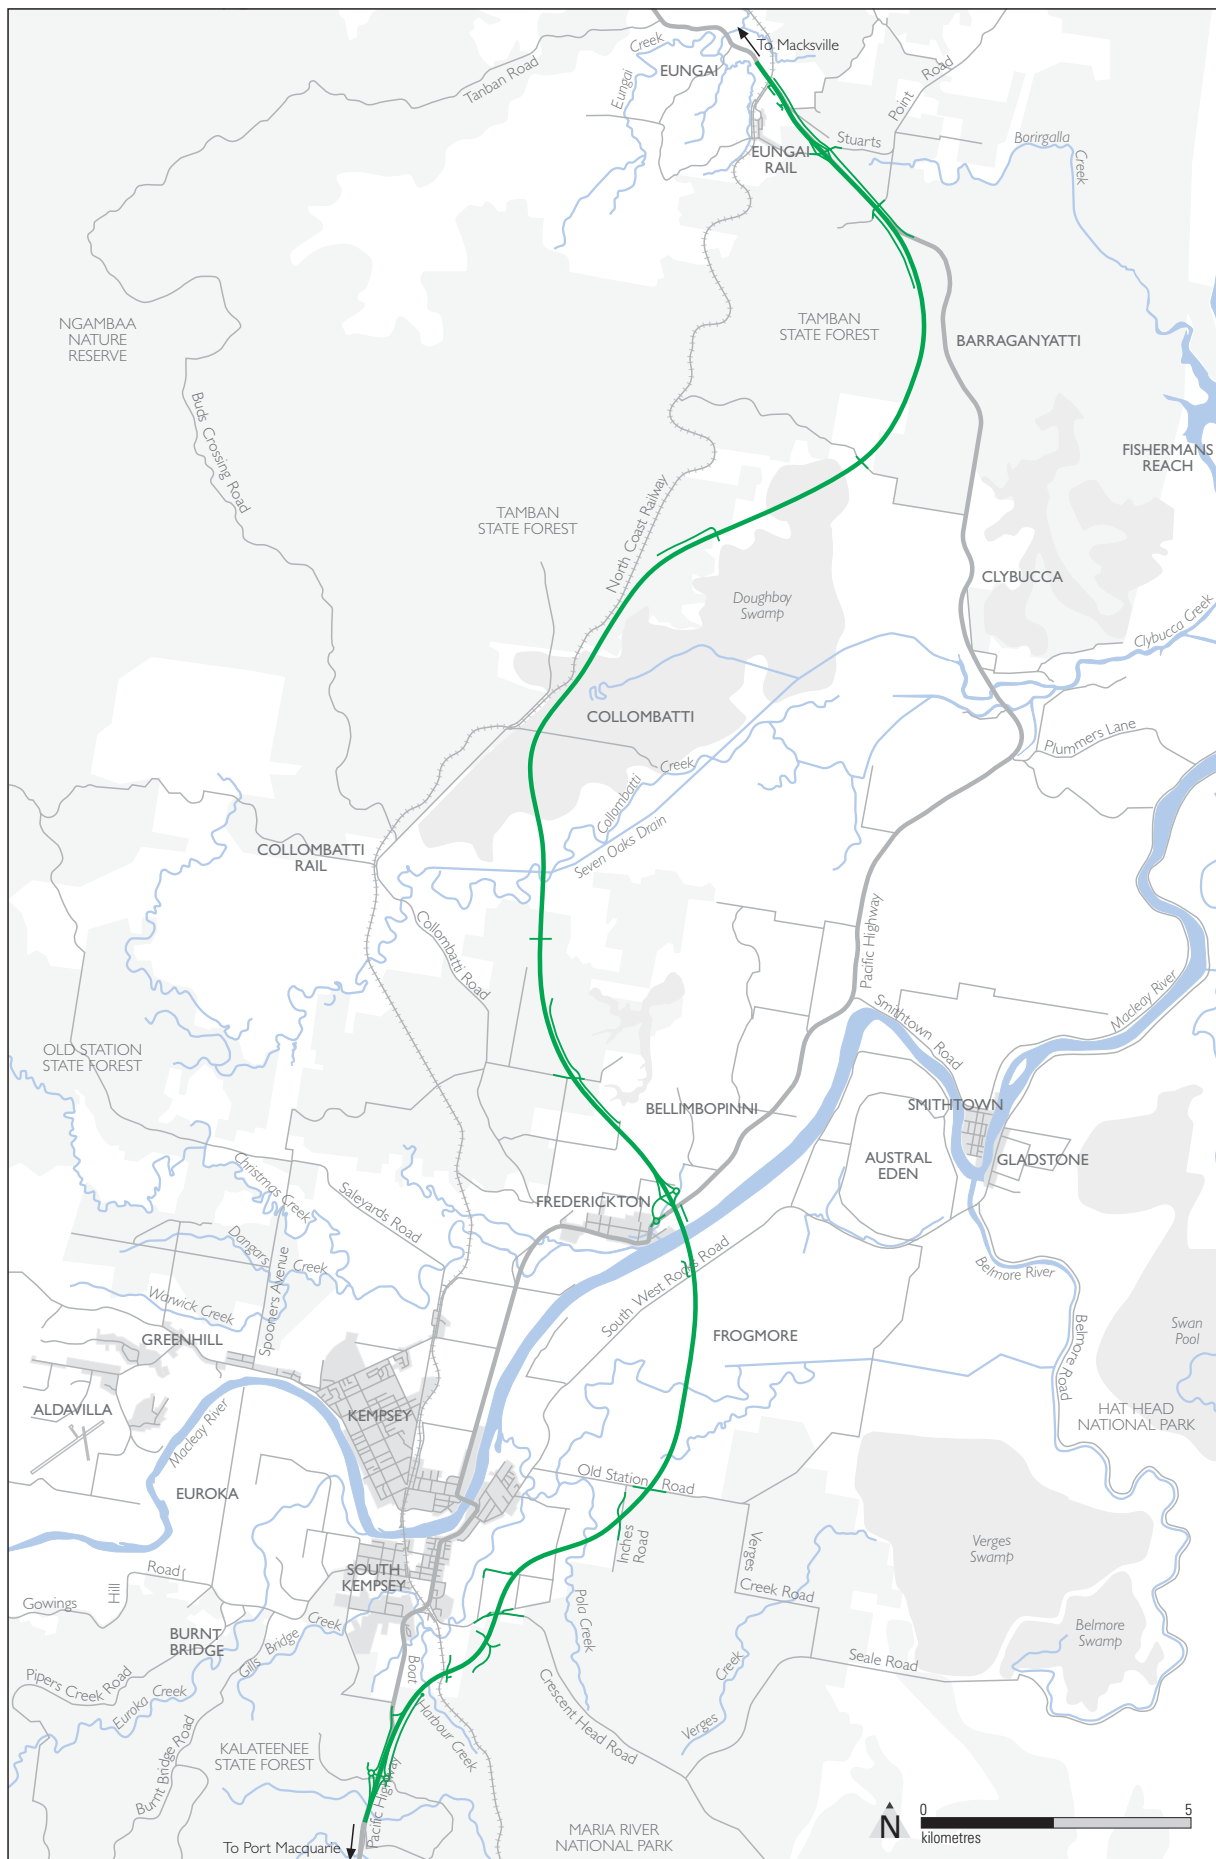 To Macksville
Eungai
Creek
EUNGAI
Tanban Road
Eungai
Point
Road
Stuarts
EUNGAI
RAIL
Borirgalla
Creek
NGAMBAA
NATURE
RESERVE
TAMBAN
STATE FOREST
BARRAGANYATTI
Buds Crossing Road
FISHERMANS
REACH
TAMBAN
STATE FOREST
North Coast Railway
CLYBUCCA
Doughboy
Swamp
Clybucca Creek
COLLOMBATTI
Plummers Lane
Collombatti
Creek
Seven Oaks Drain
COLLOMBATTI
RAIL
Collombatti Road
Pacific Highway
Smithtown
Road
Macleay River
OLD STATION
STATE FOREST
BELLIMBOPINNI
SMITHTOWN
AUSTRAL
EDEN
GLADSTONE
Christmas Creek
Saleyards Road
FREDERICKTON
Dangars
Creek
Spooners Avenue
South West Rocks Road
Belmore River
Warwick Creek
GREENHILL
FROGMORE
Swan
Pool
Belmore Road
ALDAVILLA
Macleay River
KEMPSEY
HAT HEAD
NATIONAL PARK
EUROKA
Old Station
Road
Inches
Road
Verges
Creek Road
Verges
Swamp
SOUTH
KEMPSEY
Road
Hill
Gowings
Pola Creek
BURNT
BRIDGE
Gills Bridge
Creek
Belmore
Swamp
Pipers Creek Road
Euroka Creek
Boat
Harbour Creek
Crescent Head Road
Verges
Creek
Seale Road
Burnt Bridge Road
KALATEENEE
STATE FOREST
Pacific Highway
To Port Macquarie
MARIA RIVER
NATIONAL PARK
N
0
5
kilometres